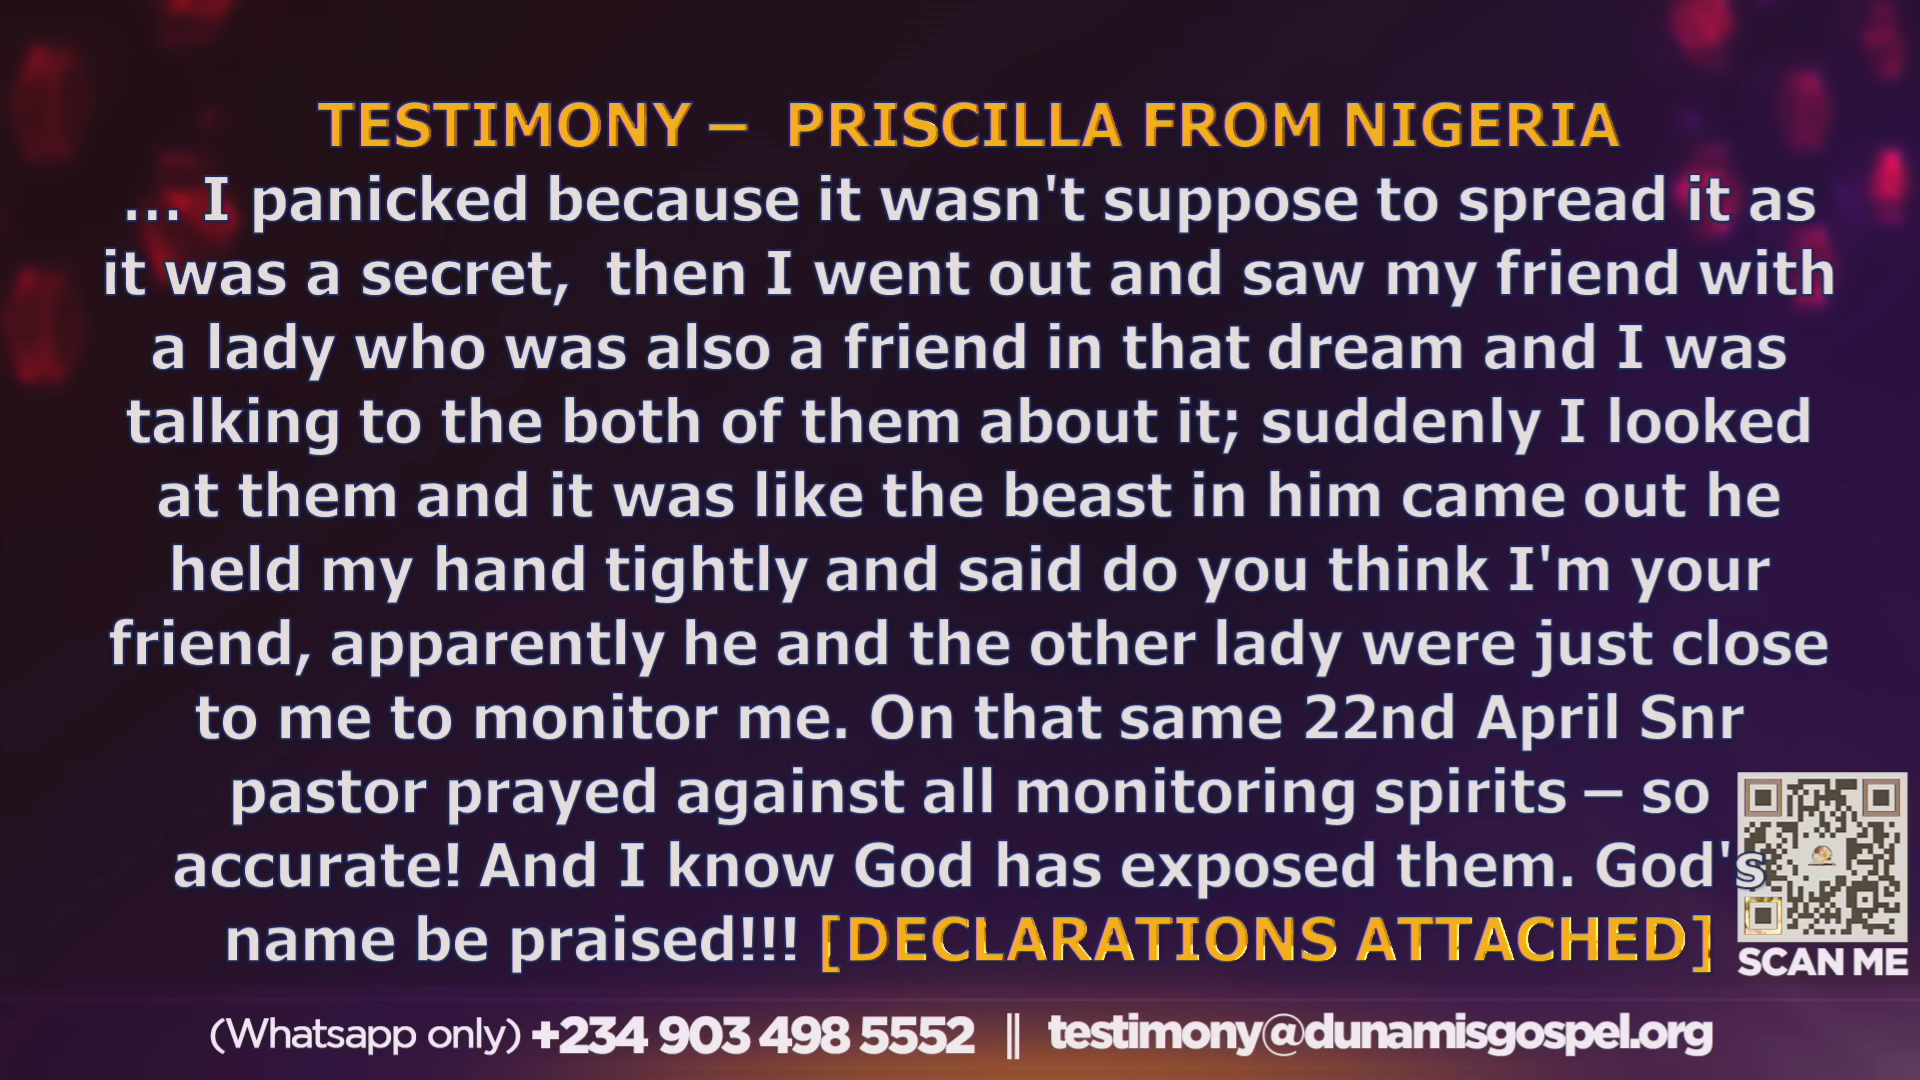 TESTIMONY – PRISCILLA FROM NIGERIA
... I panicked because it wasn't suppose to spread it as
it was a secret, then I went out and saw my friend with
a lady who was also a friend in that dream and I was
talking to the both of them about it; suddenly I looked
at them and it was like the beast in him came out he
held my hand tightly and said do you think I'm your
friend, apparently he and the other lady were just close
to me to monitor me. On that same 22nd April Snr
pastor prayed against all monitoring spirits – so
accurate! And I know God has exposed them. God's
name be praised!!! [DECLARATIONS ATTACHED]
SCAN ME
(Whatsapp only) +234 903 498 5552 || testimony@dunamisgospel.org